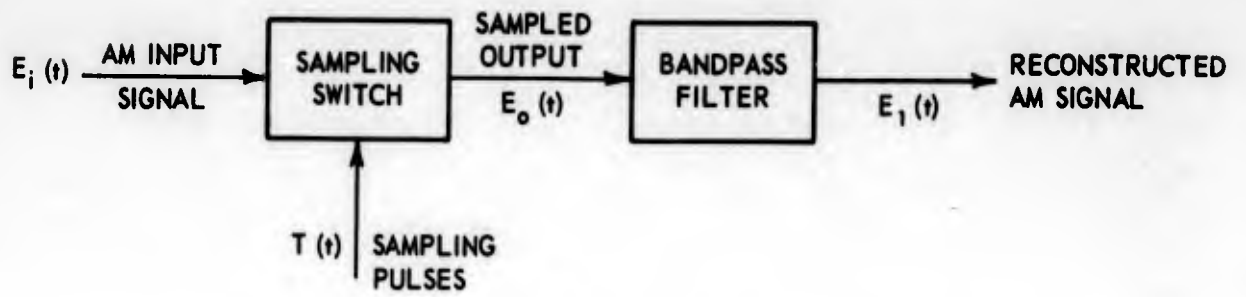 E_i (t)
AM INPUT
SIGNAL
SAMPLING
SWITCH
SAMPLED
OUTPUT
E_o (t)
BANDPASS
FILTER
E_1 (t)
RECONSTRUCTED
AM SIGNAL
T (t)
SAMPLING
PULSES